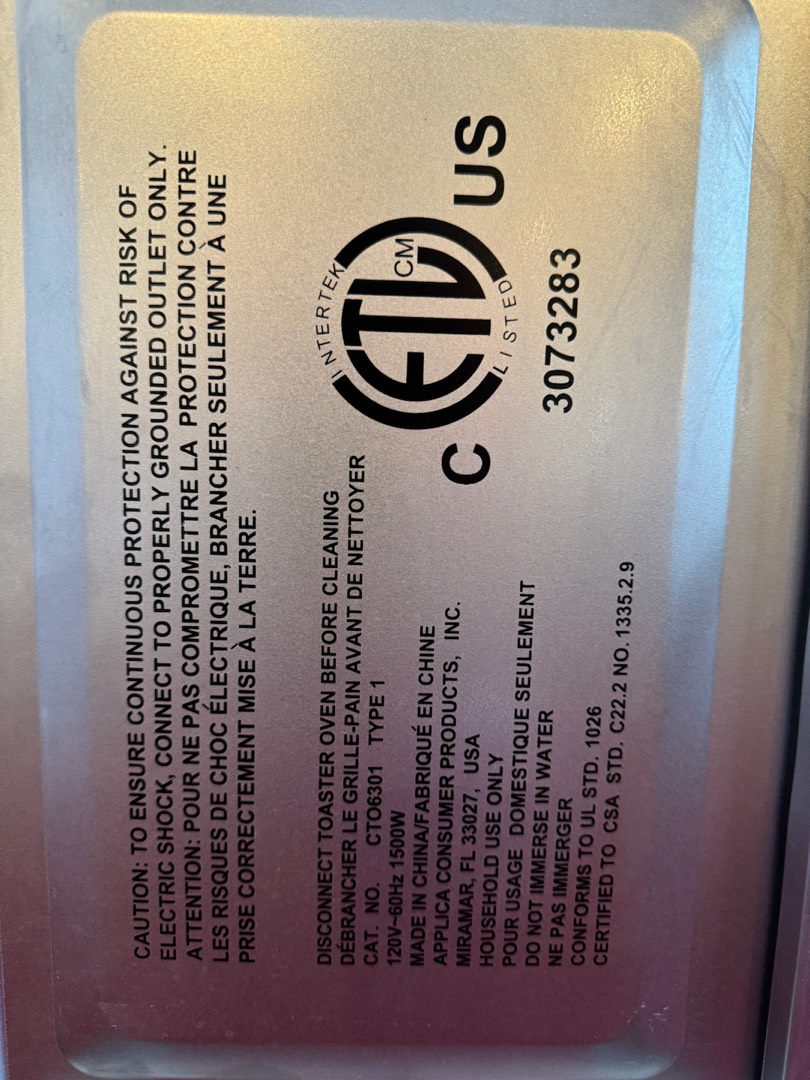 CAUTION: TO ENSURE CONTINUOUS PROTECTION AGAINST RISK OF
ELECTRIC SHOCK, CONNECT TO PROPERLY GROUNDED OUTLET ONLY.
ATTENTION: POUR NE PAS COMPROMETTRE LA PROTECTION CONTRE
LES RISQUES DE CHOC ÉLECTRIQUE, BRANCHER SEULEMENT À UNE
PRISE CORRECTEMENT MISE À LA TERRE.
DISCONNECT TOASTER OVEN BEFORE CLEANING
DÉBRANCHER LE GRILLE-PAIN AVANT DE NETTOYER
CAT. NO. CTO6301 TYPE 1
120V~60Hz 1500W
MADE IN CHINA/FABRIQUÉ EN CHINE
APPLICA CONSUMER PRODUCTS, INC.
MIRAMAR, FL 33027, USA
HOUSEHOLD USE ONLY
POUR USAGE DOMESTIQUE SEULEMENT
DO NOT IMMERSE IN WATER
NE PAS IMMERGER
CONFORMS TO UL STD. 1026
CERTIFIED TO CSA STD. C22.2 NO. 1335.2.9
INTERTEK
C ETL CM US
LISTED
3073283